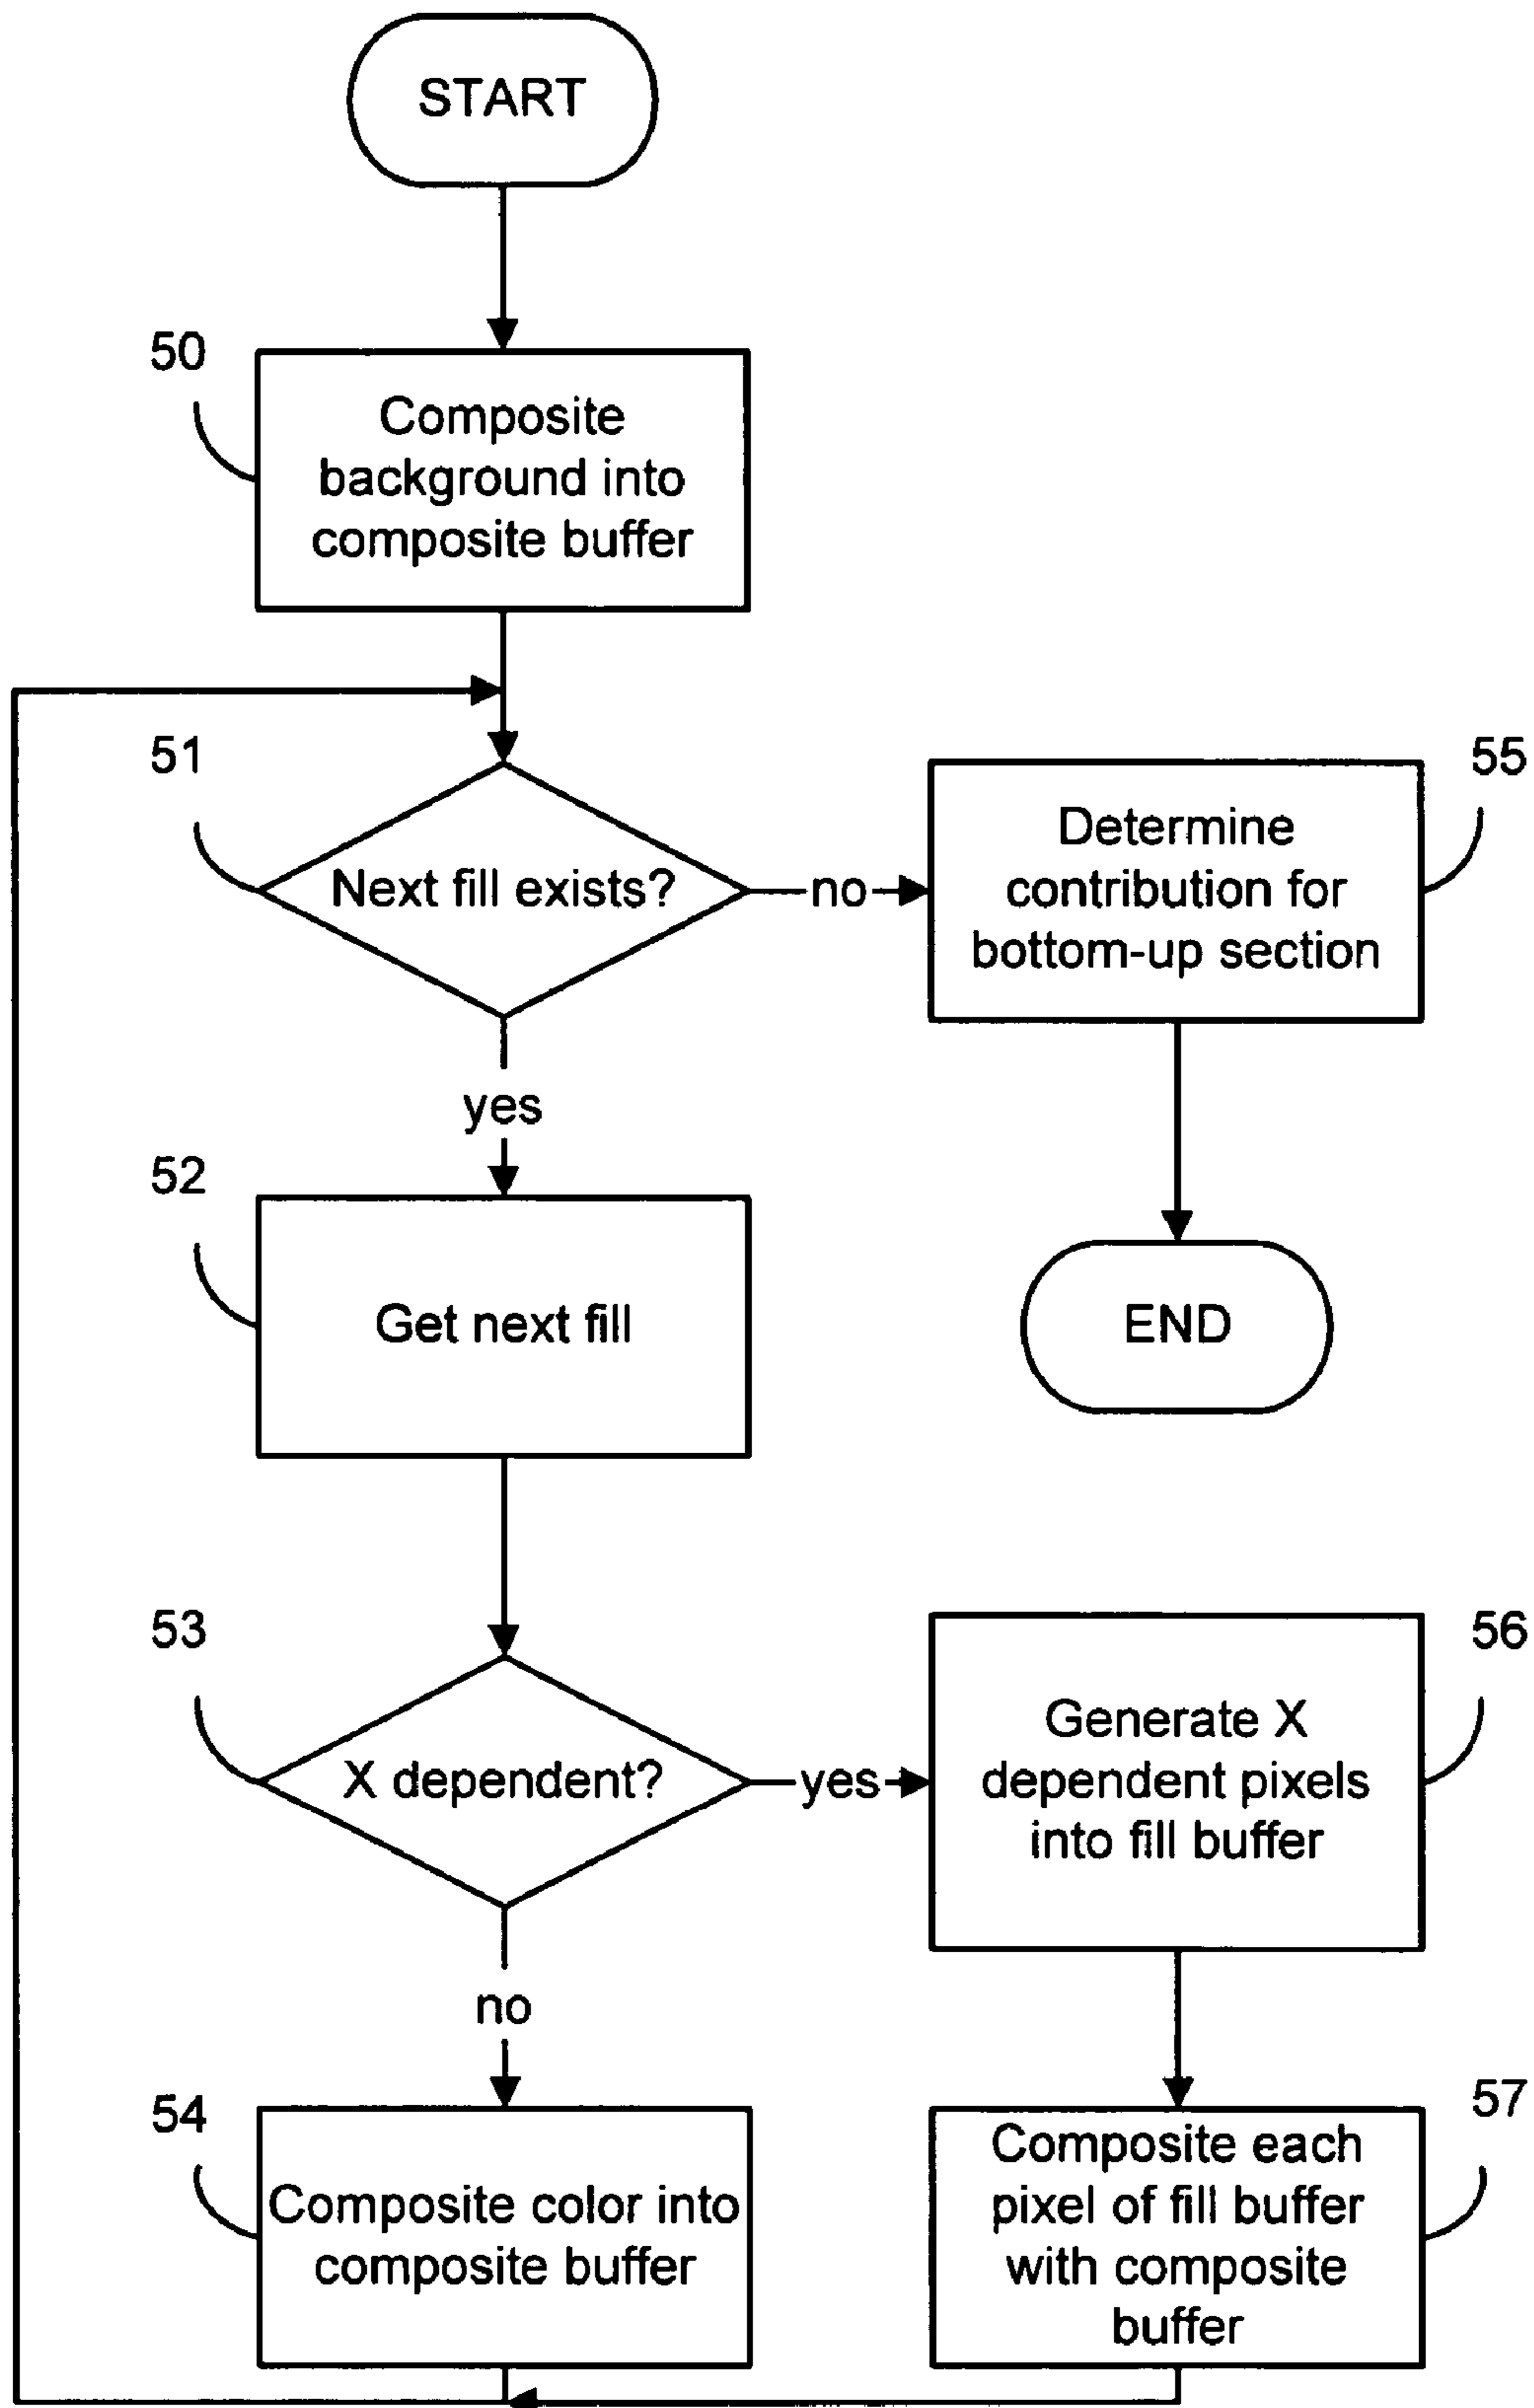 START
50
Composite
background into
composite buffer
51
Next fill exists?
no
55
Determine
contribution for
bottom-up section
yes
52
Get next fill
END
53
X dependent?
yes
56
Generate X
dependent pixels
into fill buffer
no
54
Composite color into
composite buffer
57
Composite each
pixel of fill buffer
with composite
buffer